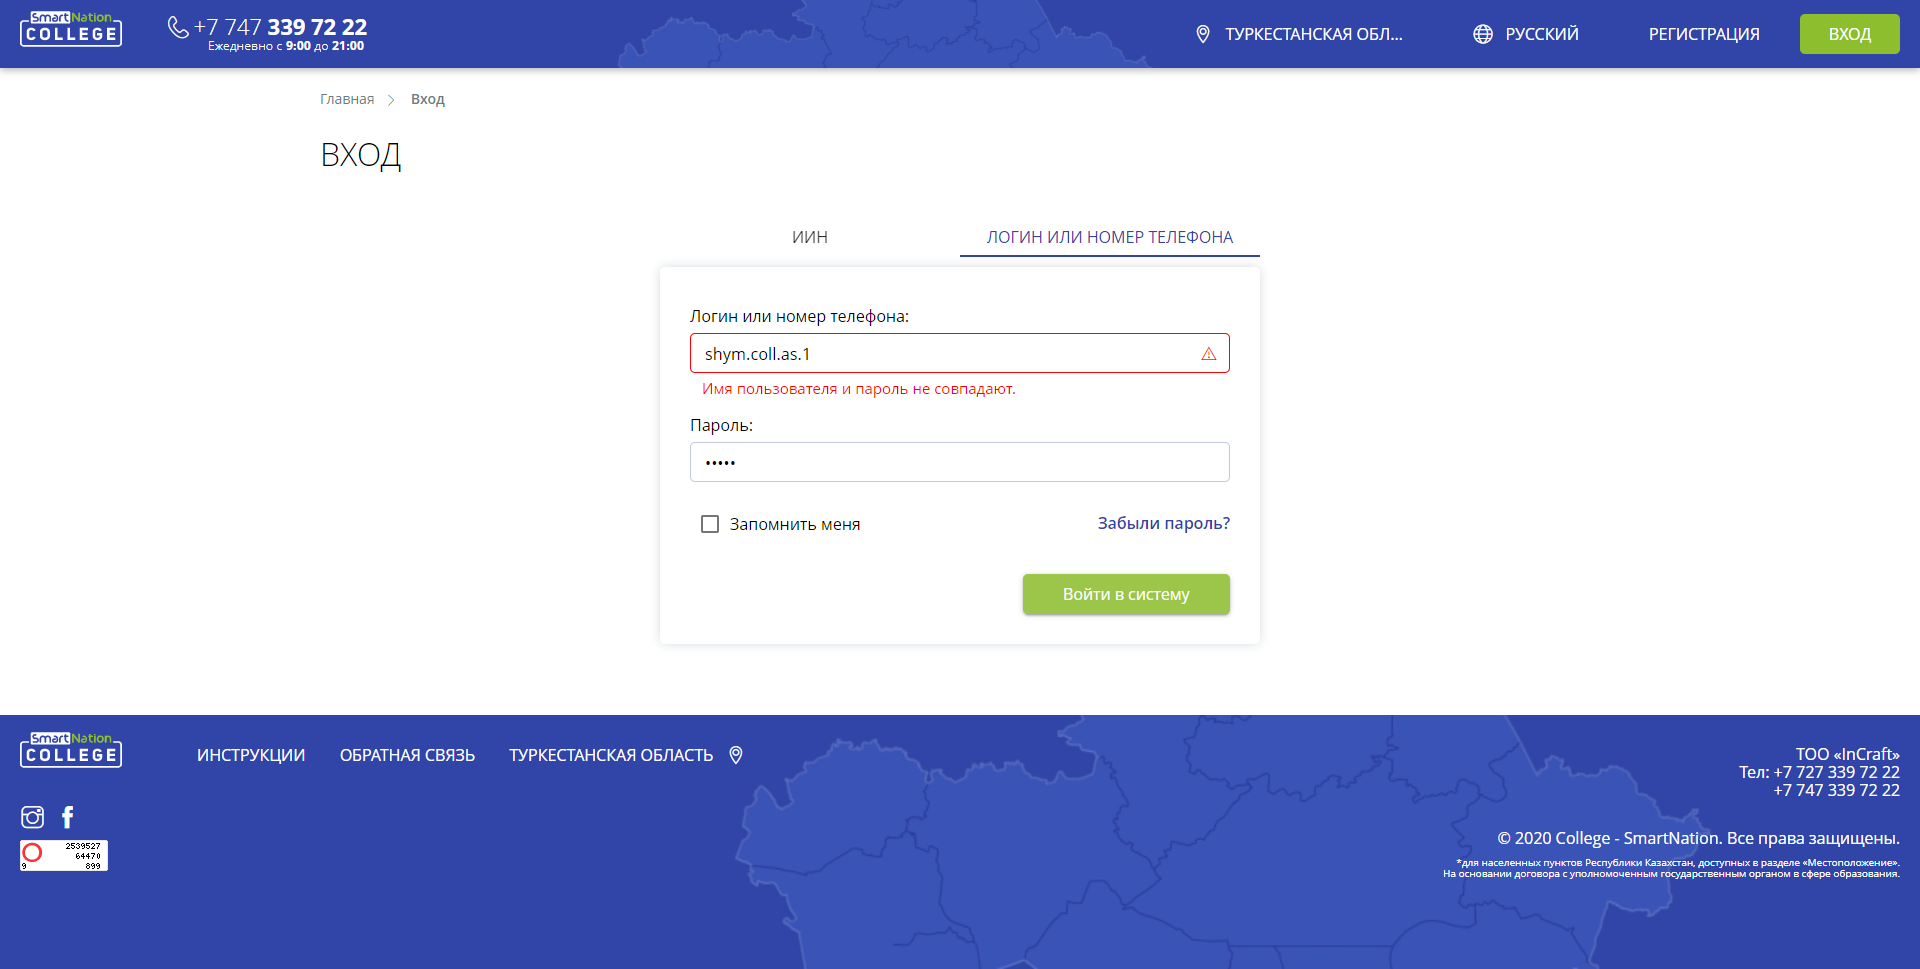 SmartNation
COLLEGE
+7 747 339 72 22
Ежедневно с 9:00 до 21:00
ТУРКЕСТАНСКАЯ ОБЛ...
РУССКИЙ
РЕГИСТРАЦИЯ
ВХОД
Главная > Вход
ВХОД
ИИН
ЛОГИН ИЛИ НОМЕР ТЕЛЕФОНА
Логин или номер телефона:
shym.coll.as.1
Имя пользователя и пароль не совпадают.
Пароль:
•••••
Запомнить меня
Забыли пароль?
Войти в систему
SmartNation
COLLEGE
ИНСТРУКЦИИ
ОБРАТНАЯ СВЯЗЬ
ТУРКЕСТАНСКАЯ ОБЛАСТЬ
2539527
64470
9 899
ТОО «InCraft»
Тел: +7 727 339 72 22
+7 747 339 72 22
© 2020 College - SmartNation. Все права защищены.
*для населенных пунктов Республики Казахстан, доступных в разделе «Местоположение».
На основании договора с уполномоченным государственным органом в сфере образования.